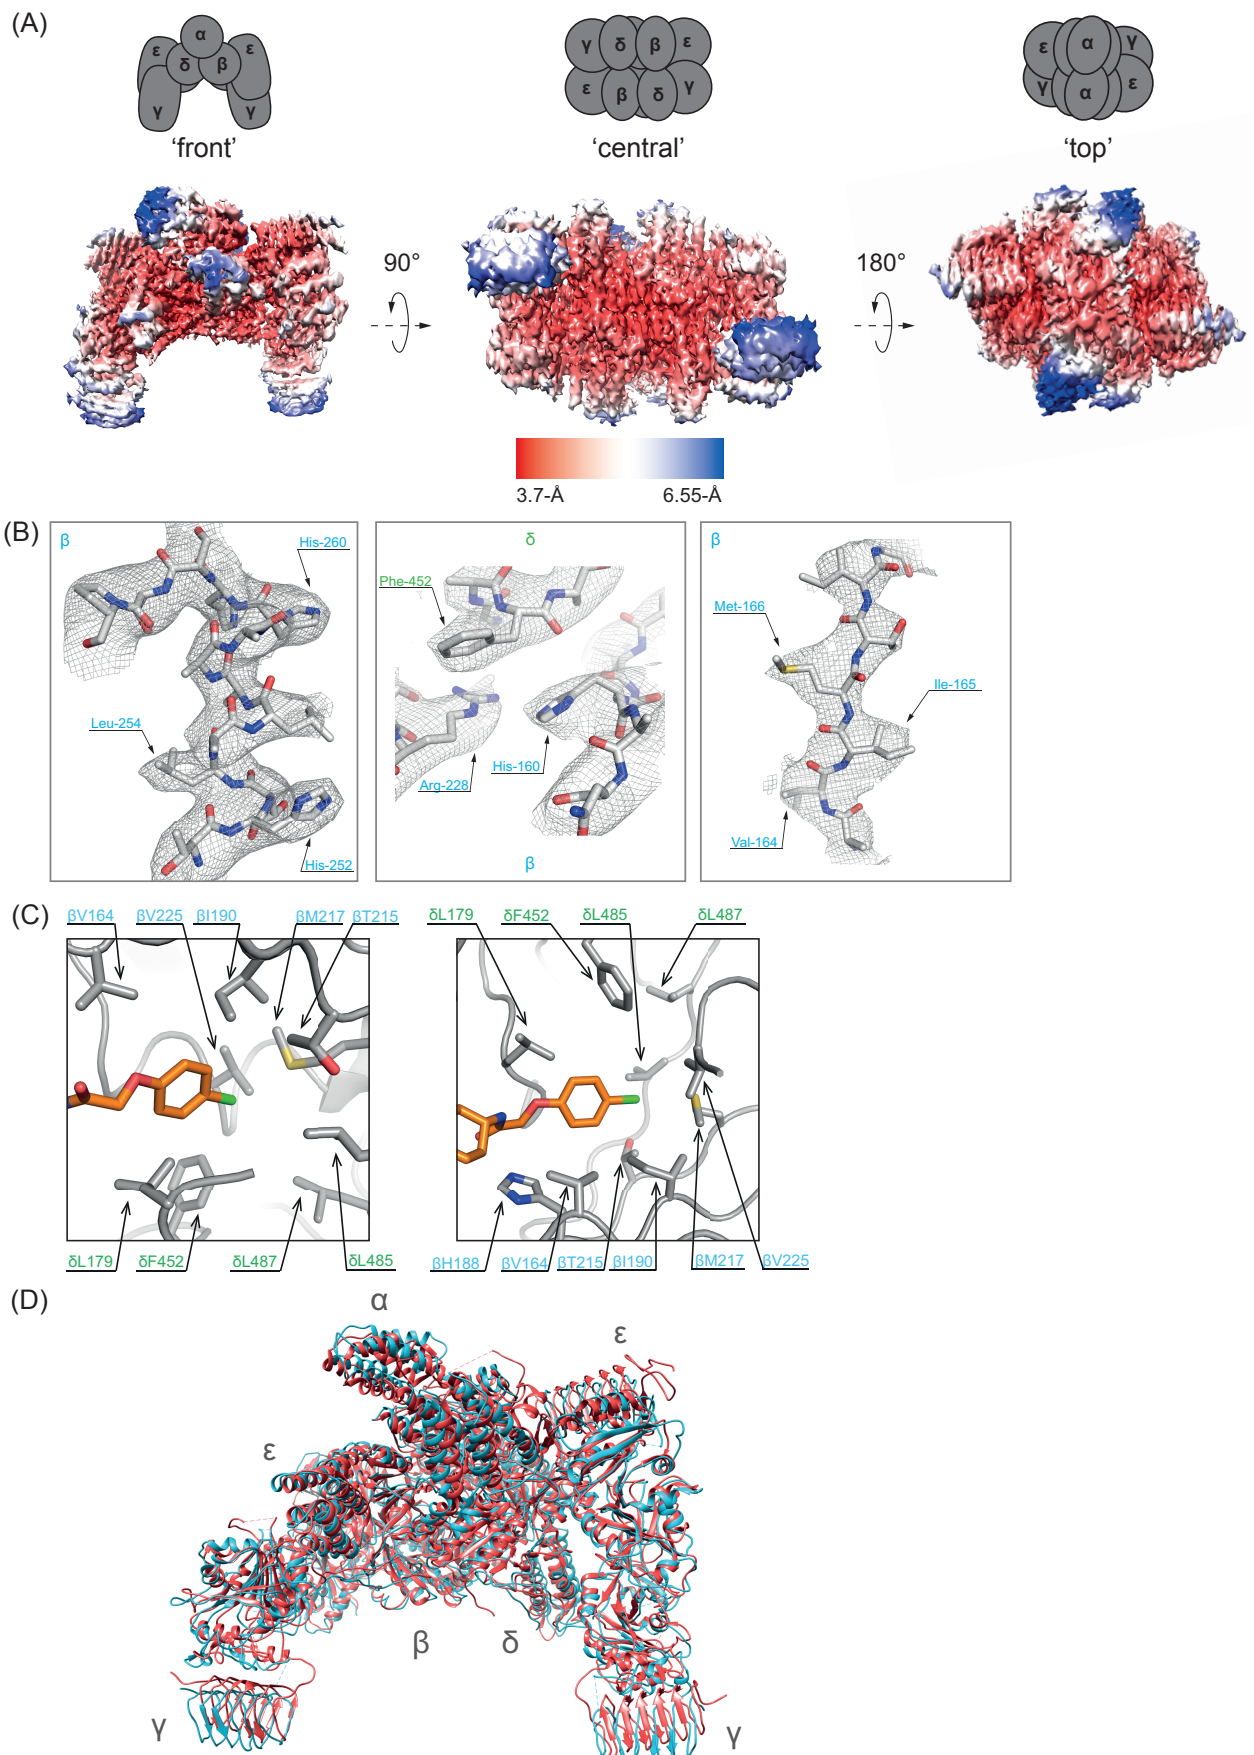 (A)
α
ε ε
δ β
γ γ
'front'
γ δ β ε
ε β δ γ
'central'
ε α γ
γ α ε
'top'
90°
180°
3.7-Å 6.55-Å
(B)
β
His-260
Leu-254
His-252
δ
Phe-452
His-160
Arg-228
β
β
Met-166
Ile-165
Val-164
(C)
βV164 βV225 βI190 βM217 βT215
δL179 δF452 δL487 δL485
δL179 δF452 δL485 δL487
βH188 βV164 βT215 βI190 βM217 βV225
(D)
α
ε
ε
β δ
γ γ